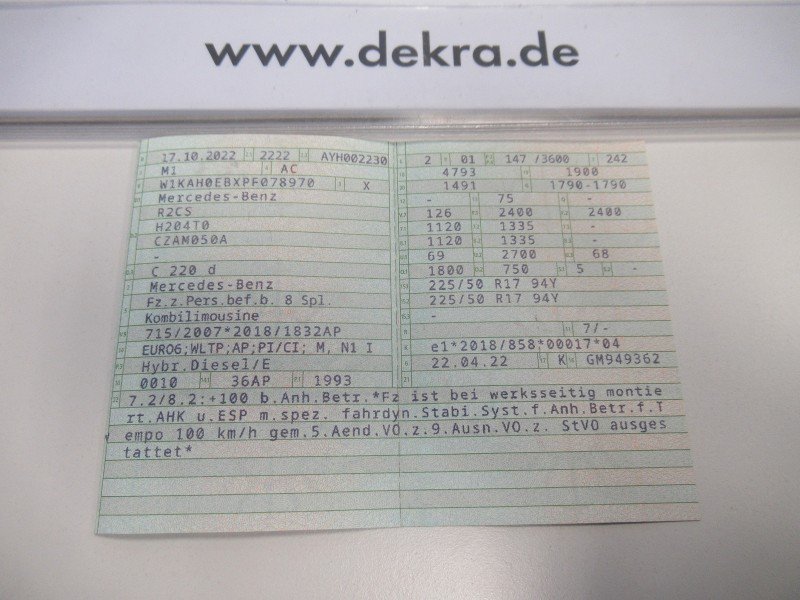 www.dekra.de
17.10.2022 2222 AYH002230
M1 AC
W1KAH0EBXPF078970 X
Mercedes-Benz
R2CS
H204T0
CZAM050A
-
C 220 d
Mercedes-Benz
Fz.z.Pers.bef.b. 8 Spl.
Kombilimousine
715/2007*2018/1832AP
EURO6;WLTP;AP;PI/CI; M, N1 I
Hybr.Diesel/E
0010 36AP 1993
2 01 147 /3600 242
4793 1900
1491 1790-1790
- 75 -
126 2400 2400
1120 1335 -
1120 1335 -
69 2700 68
1800 750 5 -
225/50 R17 94Y
225/50 R17 94Y
-
7/-
e1*2018/858*00017*04
22.04.22 K GM949362
7.2/8.2:+100 b.Anh.Betr.*Fz ist bei werksseitig montie
rt.AHK u.ESP m.spez. fahrdyn.Stabi.Syst.f.Anh.Betr.f.T
empo 100 km/h gem.5.Aend.VO.z.9.Ausn.VO.z. StVO ausges
tattet*